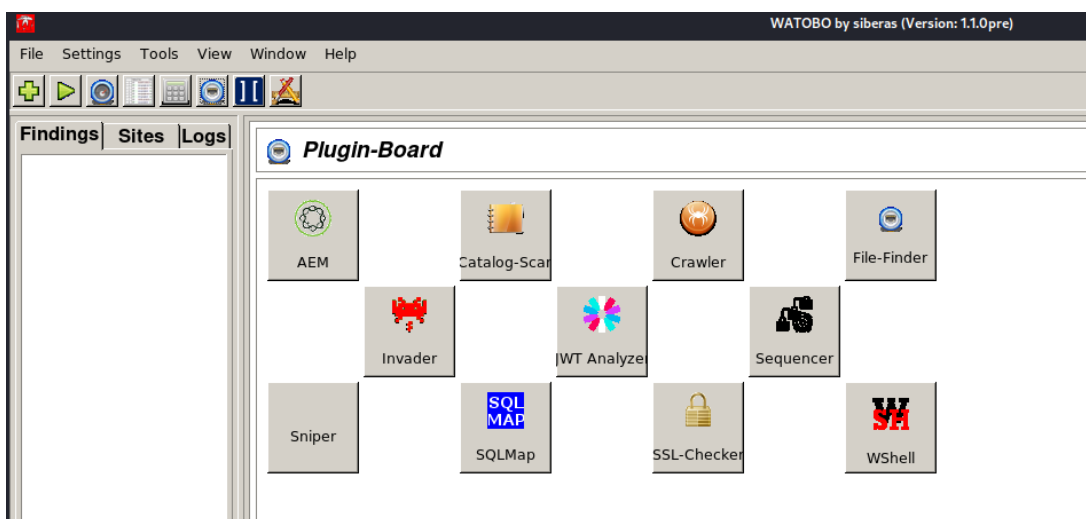 WATOBO by siberas (Version: 1.1.0pre)
File Settings Tools View Window Help
Findings Sites Logs
Plugin-Board
AEM Catalog-Scan Crawler File-Finder
Invader JWT Analyzer Sequencer
SQL
MAP
WSH
Sniper SQLMap SSL-Checker WShell